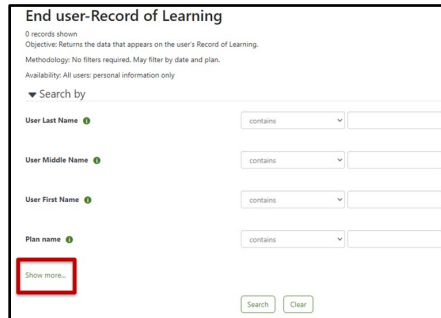 End user-Record of Learning
0 records shown
Objective: Returns the data that appears on the user's Record of Learning.
Methodology: No filters required. May filter by date and plan.
Availability: All users: personal information only
Search by
User Last Name contains
User Middle Name contains
User First Name contains
Plan name contains
Show more...
Search Clear